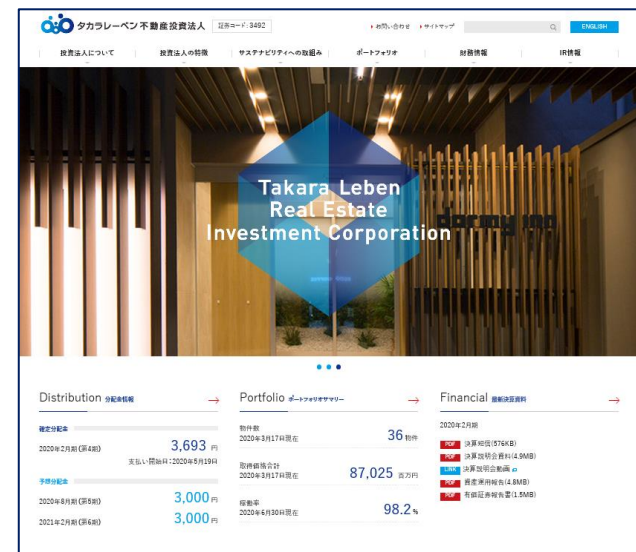 タカラレーベン不動産投資法人 証券コード:3492
お問い合わせ サイトマップ ENGLISH
投資法人について 投資法人の特徴 サステナビリティへの取組み ポートフォリオ 財務情報 IR情報
Takara Leben
Real Estate
Investment Corporation
dormy inn
Distribution 分配金情報
確定分配金
2020年2月期(第4期) 3,693 円
支払い開始日:2020年5月19日
予想分配金
2020年8月期(第5期) 3,000 円
2021年2月期(第6期) 3,000 円
Portfolio ポートフォリオサマリー
物件数
2020年3月17日現在 36 物件
取得価格合計
2020年3月17日現在 87,025 百万円
稼働率
2020年6月30日現在 98.2 %
Financial 最新決算資料
2020年2月期
PDF 決算短信(576KB)
PDF 決算説明会資料(4.9MB)
LINK 決算説明会動画
PDF 資産運用報告(4.8MB)
PDF 有価証券報告書(1.5MB)